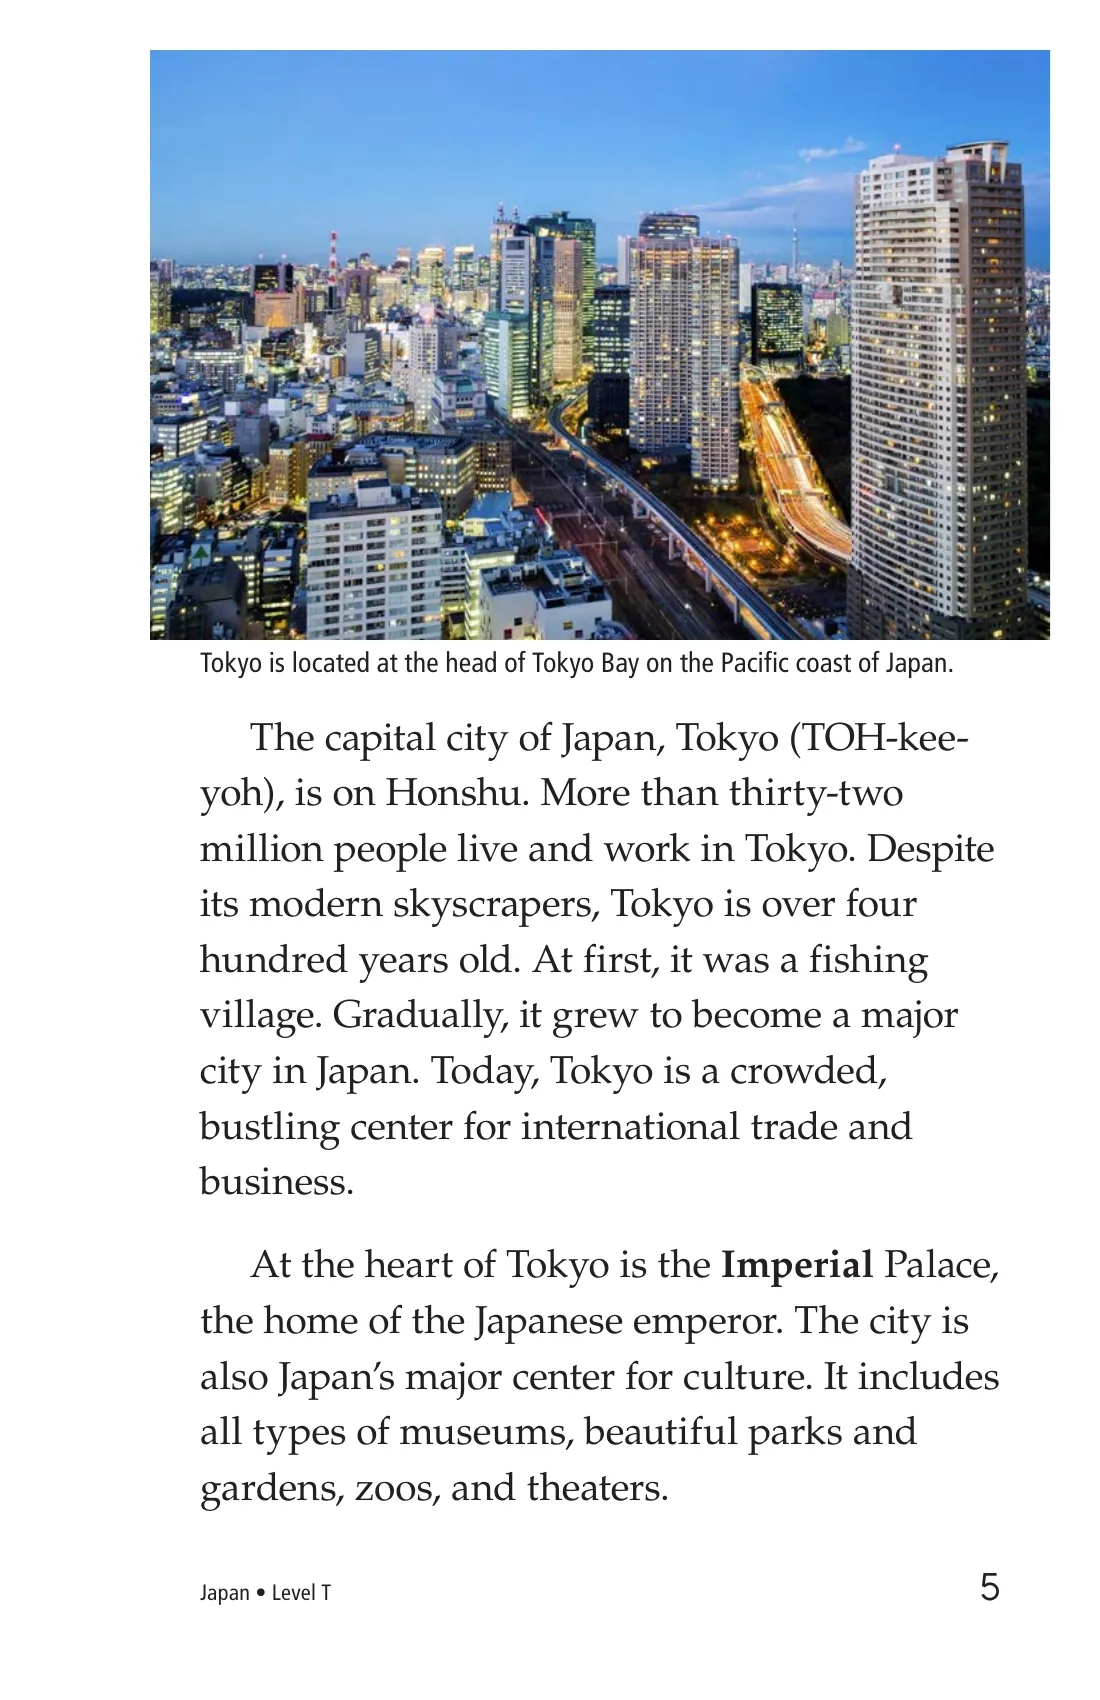 Tokyo is located at the head of Tokyo Bay on the Pacific coast of Japan.
The capital city of Japan, Tokyo (TOH-kee-
yoh), is on Honshu. More than thirty-two
million people live and work in Tokyo. Despite
its modern skyscrapers, Tokyo is over four
hundred years old. At first, it was a fishing
village. Gradually, it grew to become a major
city in Japan. Today, Tokyo is a crowded,
bustling center for international trade and
business.
At the heart of Tokyo is the Imperial Palace,
the home of the Japanese emperor. The city is
also Japan’s major center for culture. It includes
all types of museums, beautiful parks and
gardens, zoos, and theaters.
Japan • Level T
5